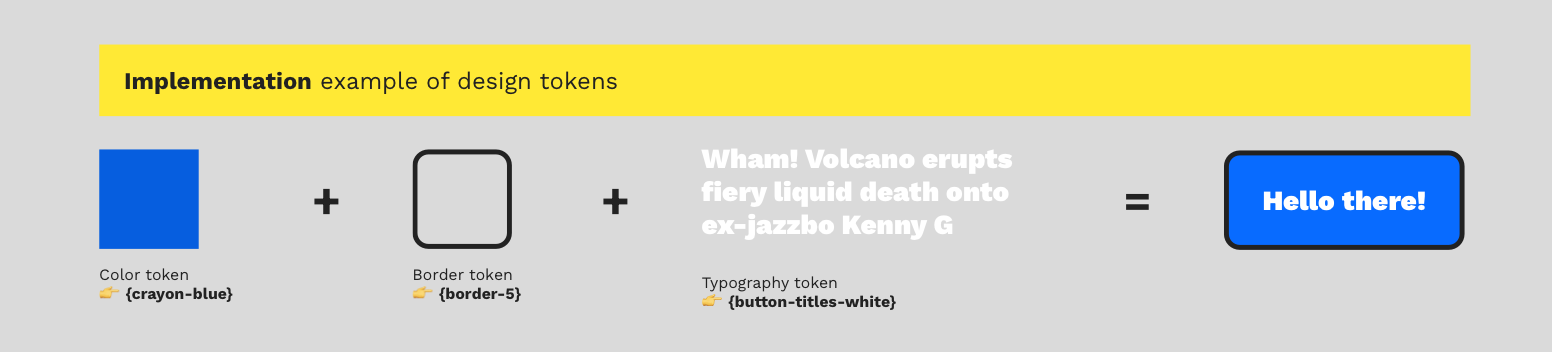 Implementation example of design tokens
Wham! Volcano erupts
fiery liquid death onto
ex-jazzbo Kenny G
+
+
=
Hello there!
Color token
👉 {crayon-blue}
Border token
👉 {border-5}
Typography token
👉 {button-titles-white}